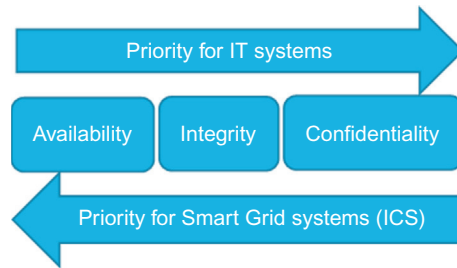 Priority for IT systems
Availability
Integrity
Confidentiality
Priority for Smart Grid systems (ICS)